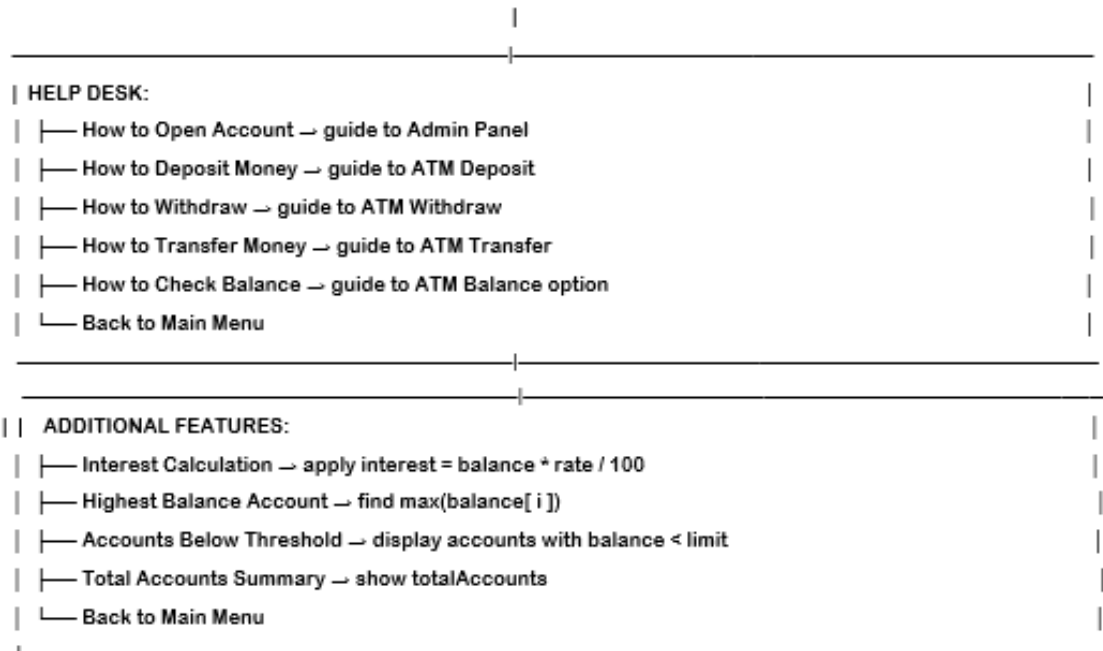 HELP DESK:
├── How to Open Account → guide to Admin Panel
├── How to Deposit Money → guide to ATM Deposit
├── How to Withdraw → guide to ATM Withdraw
├── How to Transfer Money → guide to ATM Transfer
├── How to Check Balance → guide to ATM Balance option
└── Back to Main Menu
ADDITIONAL FEATURES:
├── Interest Calculation → apply interest = balance * rate / 100
├── Highest Balance Account → find max(balance[ i ])
├── Accounts Below Threshold → display accounts with balance < limit
├── Total Accounts Summary → show totalAccounts
└── Back to Main Menu